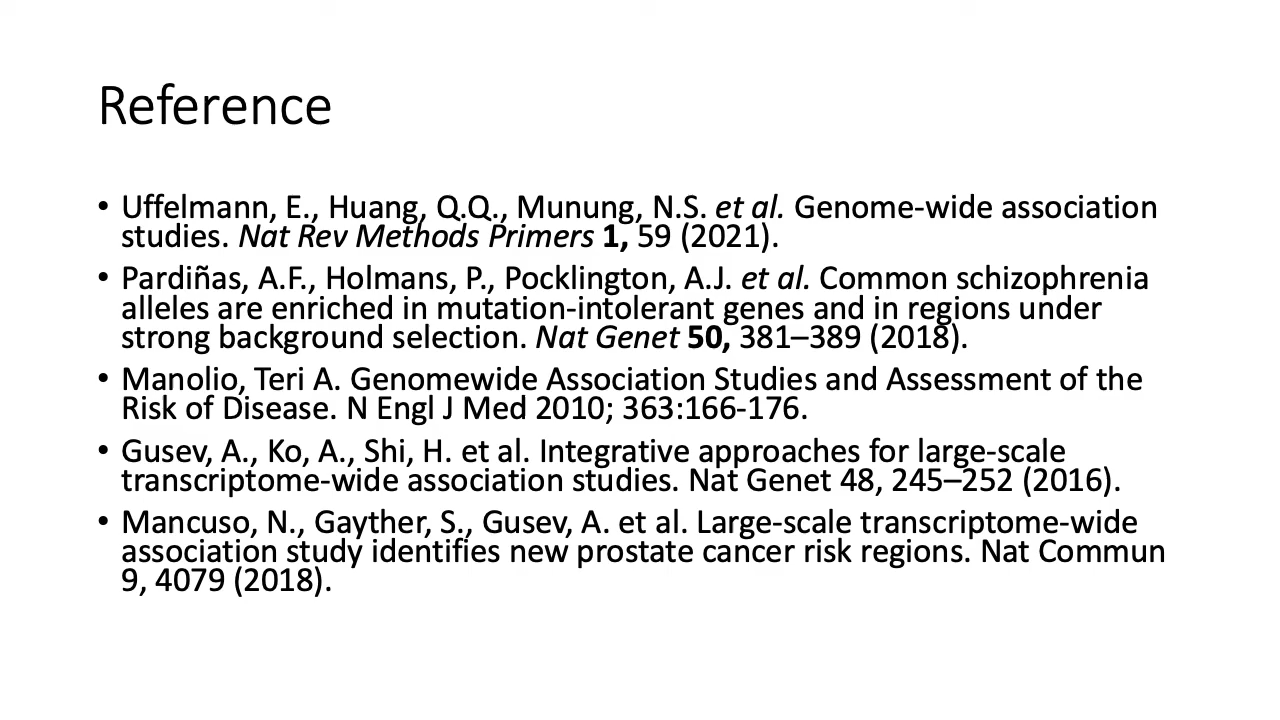 Reference
• Uffelmann, E., Huang, Q.Q., Munung, N.S. et al. Genome-wide association
studies. Nat Rev Methods Primers 1, 59 (2021).
• Pardiñas, A.F., Holmans, P., Pocklington, A.J. et al. Common schizophrenia
alleles are enriched in mutation-intolerant genes and in regions under
strong background selection. Nat Genet 50, 381–389 (2018).
• Manolio, Teri A. Genomewide Association Studies and Assessment of the
Risk of Disease. N Engl J Med 2010; 363:166-176.
• Gusev, A., Ko, A., Shi, H. et al. Integrative approaches for large-scale
transcriptome-wide association studies. Nat Genet 48, 245–252 (2016).
• Mancuso, N., Gayther, S., Gusev, A. et al. Large-scale transcriptome-wide
association study identifies new prostate cancer risk regions. Nat Commun
9, 4079 (2018).